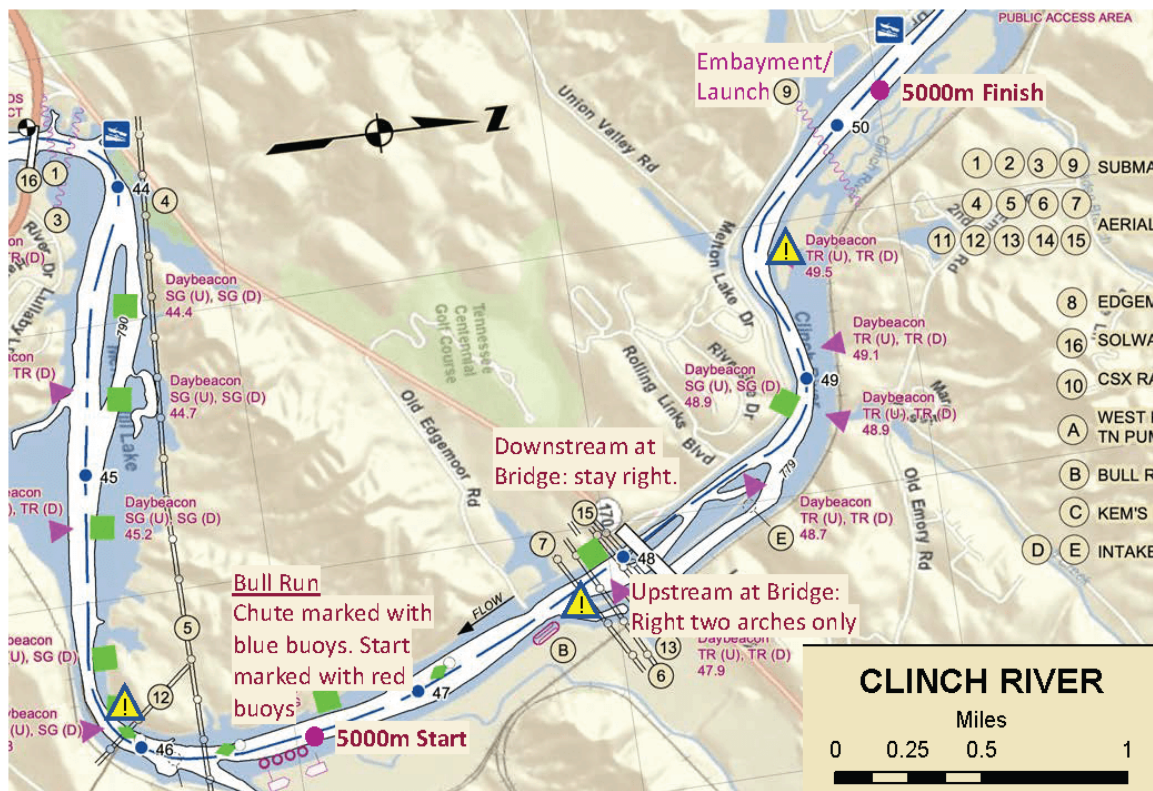 PUBLIC ACCESS AREA
Embayment/
Launch
9
5000m Finish
50
Union Valley Rd
Z
16
1
3
44
4
1 2 3 9 SUBMA
4 5 6 7
AERIAL
11 12 13 14 15
8 EDGEM
16 SOLWA
10 CSX RA
A WEST
TN PUM
B BULL R
C KEM'S
D E INTAKE
Daybeacon
TR (U), TR (D)
49.5
Melton Lake Dr
Daybeacon
SG (U), SG (D)
44.4
790
Tennessee
Centennial
Golf Course
Daybeacon
TR (U), TR (D)
49.1
49
Rolling Links Blvd
Daybeacon
SG (U), SG (D)
48.9
Daybeacon
TR (U), TR (D)
48.9
TR (D)
Daybeacon
SG (U), SG (D)
44.7
Old Edgemoor Rd
Downstream at
Bridge: stay right.
779
Old Emory Rd
45
Daybeacon
SG (U), SG (D)
45.2
TR (D)
Daybeacon
TR (U), TR (D)
48.7
E
15
170
7
48
Bull Run
Chute marked with
blue buoys. Start
marked with red
buoys
FLOW
Upstream at Bridge:
Right two arches only
5
B
13
6
TR (U), TR (D)
47.9
12
47
46
5000m Start
CLINCH RIVER
Miles
0 0.25 0.5 1